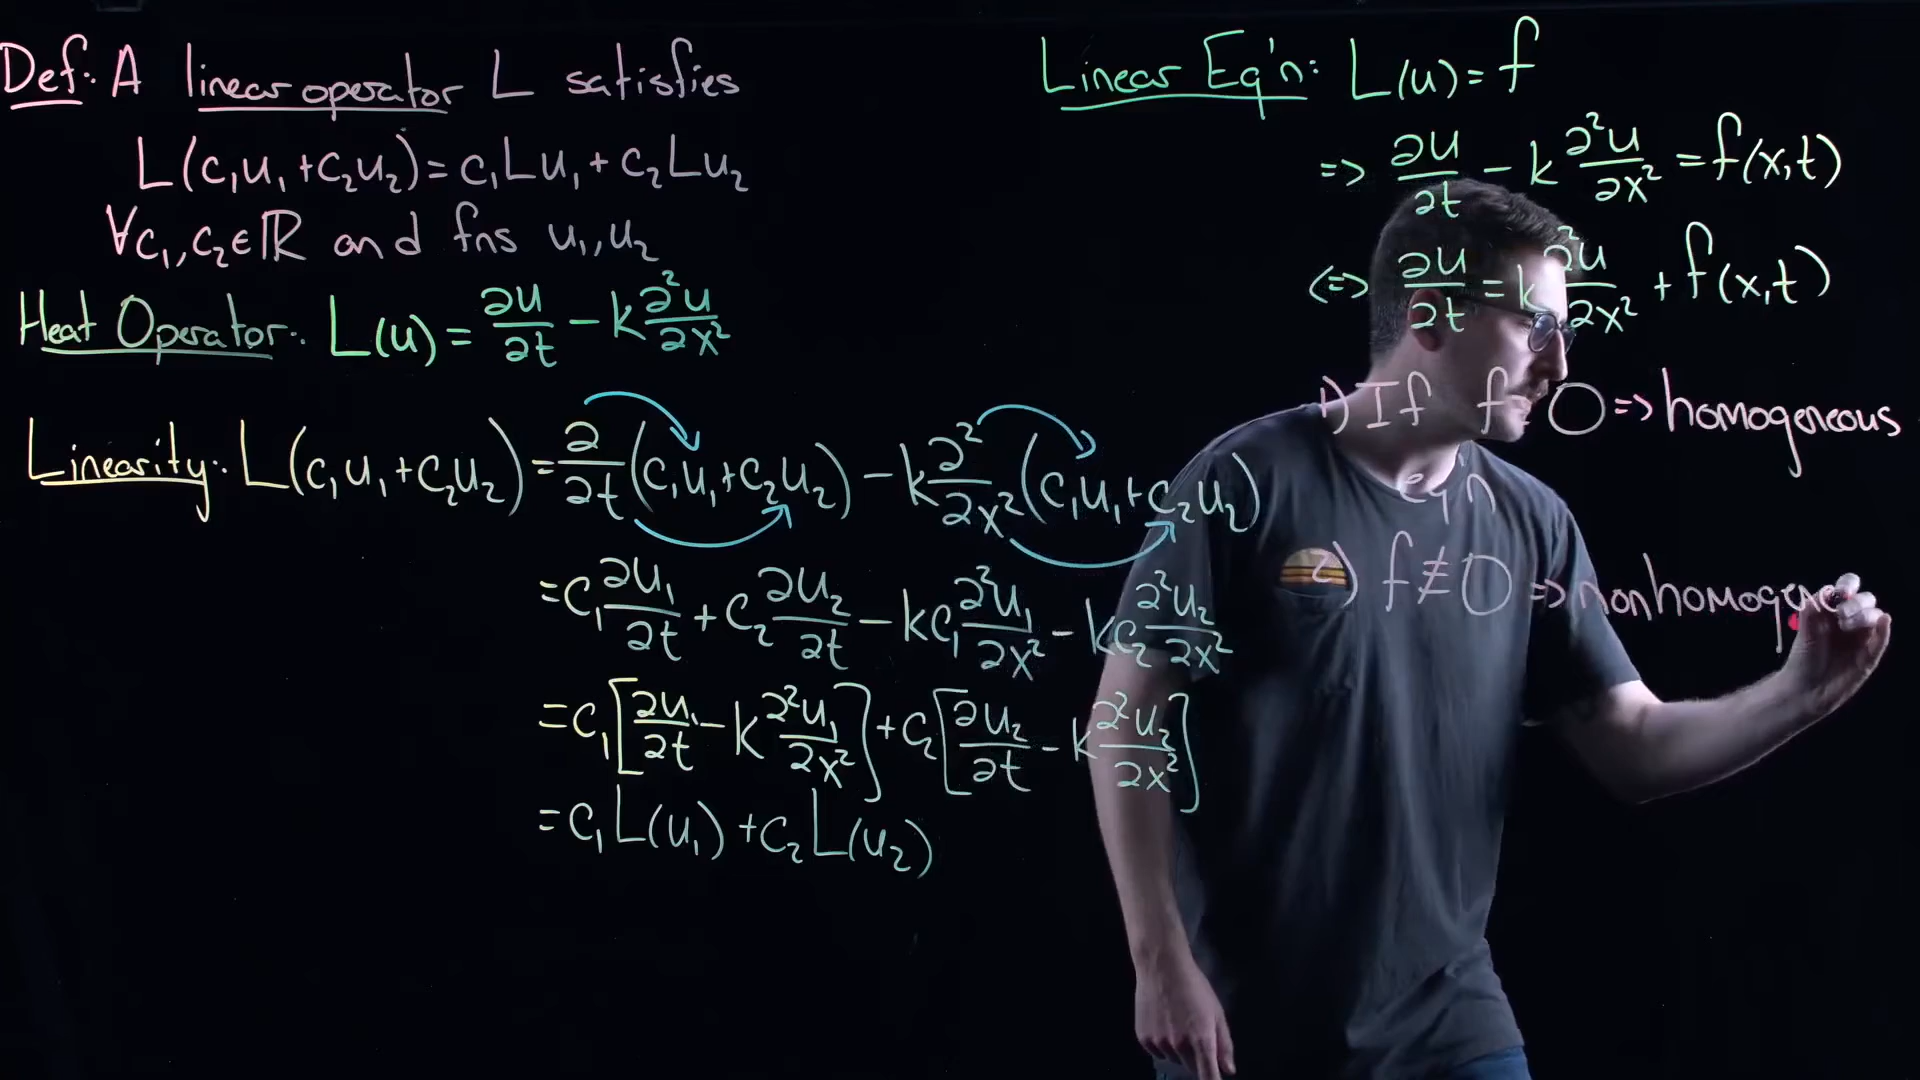 Def: A linear operator L satisfies
L(c₁u₁+c₂u₂)=c₁Lu₁+c₂Lu₂
∀c₁,c₂∈ℝ and fns u₁,u₂
Heat Operator: L(u)=∂u/∂t-k∂²u/∂x²
Linearity: L(c₁u₁+c₂u₂)=∂/∂t(c₁u₁+c₂u₂)-k∂²/∂x²(c₁u₁+c₂u₂)
=c₁∂u₁/∂t+c₂∂u₂/∂t-kc₁∂²u₁/∂x²-kc₂∂²u₂/∂x²
=c₁[∂u₁/∂t-k∂²u₁/∂x²]+c₂[∂u₂/∂t-k∂²u₂/∂x²]
=c₁L(u₁)+c₂L(u₂)
Linear Eq'n: L(u)=f
=>∂u/∂t-k∂²u/∂x²=f(x,t)
<=>∂u/∂t=k∂²u/∂x²+f(x,t)
1) If f≡0=>homogeneous
eq'n
2) f≢0=>nonhomogene